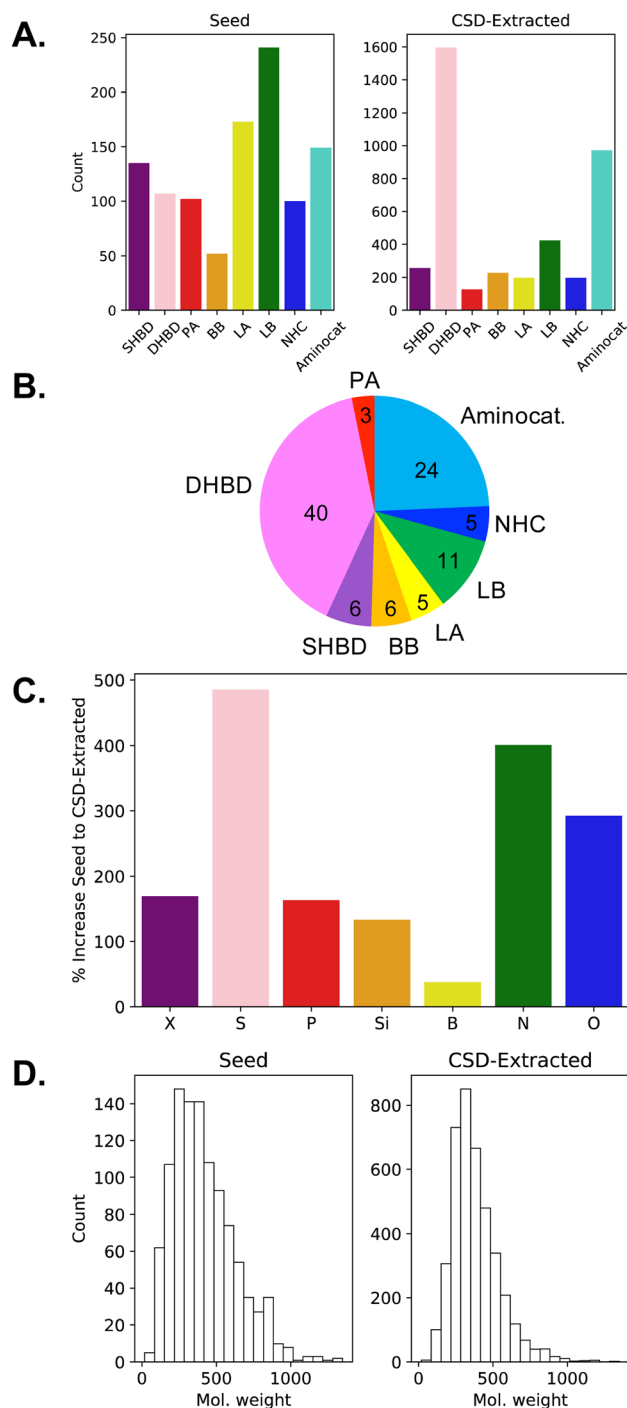 A.
Seed
CSD-Extracted
Count
250
200
150
100
50
0
SHBD DHBD PA BB LA LB NHC Aminocat
1600
1400
1200
1000
800
600
400
200
0
SHBD DHBD PA BB LA LB NHC Aminocat
B.
PA
3
Aminocat.
24
DHBD
40
NHC
5
LB
11
LA
5
BB
6
SHBD
6
C.
% Increase Seed to CSD-Extracted
500
400
300
200
100
0
X S P Si B N O
D.
Seed
CSD-Extracted
Count
140
120
100
80
60
40
20
0
0 500 1000
Mol. weight
800
600
400
200
0
0 500 1000
Mol. weight